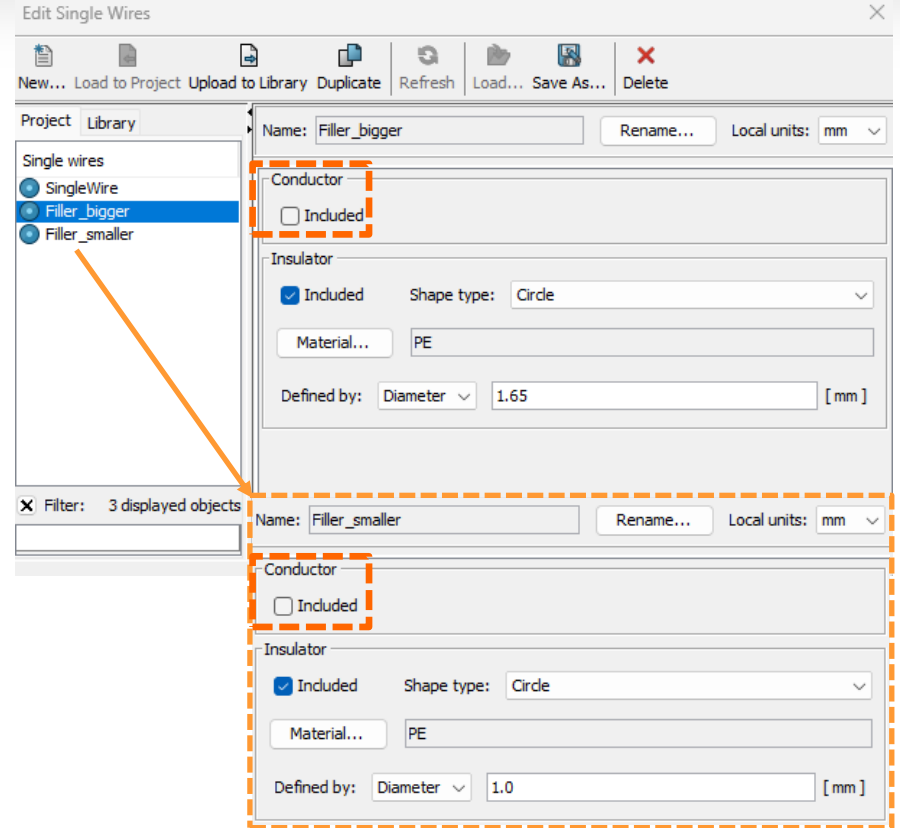 Edit Single Wires
New... Load to Project Upload to Library Duplicate Refresh Load... Save As... Delete
Project Library
Single wires
SingleWire
Filler_bigger
Filler_smaller
Filter: 3 displayed objects
Name: Filler_bigger Rename... Local units: mm
Conductor
Included
Insulator
Included Shape type: Circle
Material... PE
Defined by: Diameter 1.65 [ mm ]
Name: Filler_smaller Rename... Local units: mm
Conductor
Included
Insulator
Included Shape type: Circle
Material... PE
Defined by: Diameter 1.0 [ mm ]